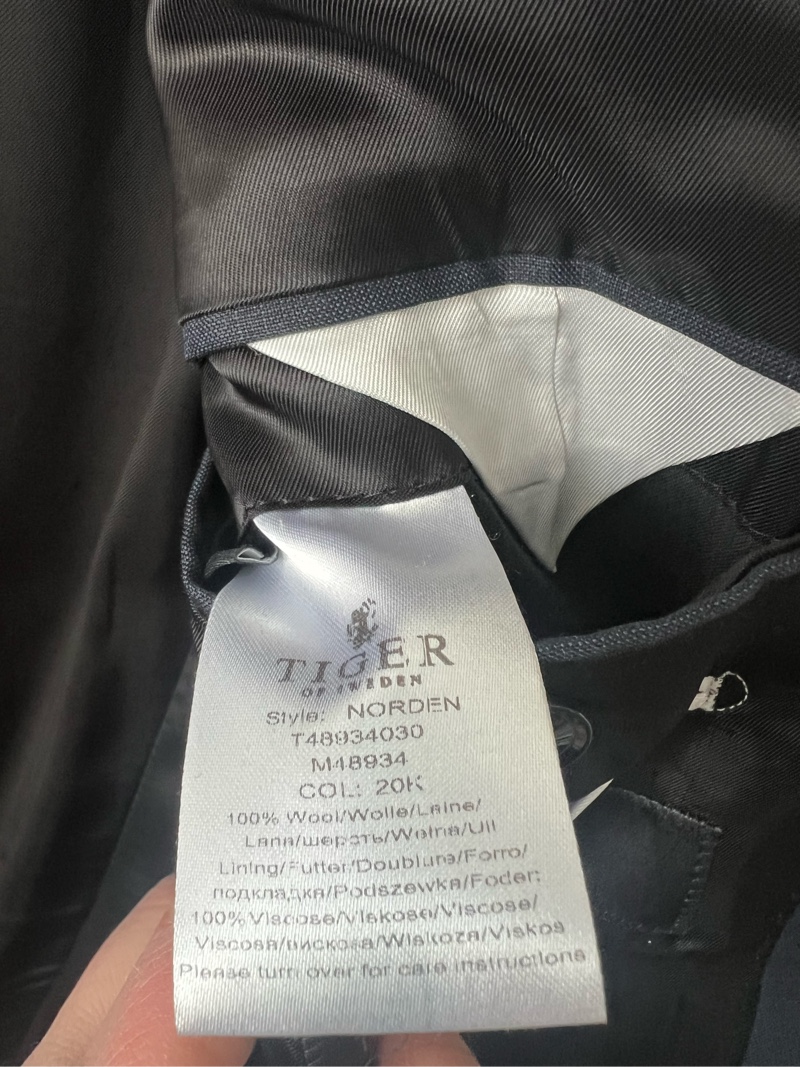 TIGER
OF SWEDEN
Style: NORDEN
T48934030
M48934
COL: 20K
100% Wool/Wolle/Laine/
Lana/шерсть/Wełna/Ull
Lining/Futter/Doublure/Forro/
подкладка/Podszewka/Foder:
100% Viscose/Viskose/Viscose/
Viscosa/вискоза/Wiskoza/Viskos
Please turn over for care instructions